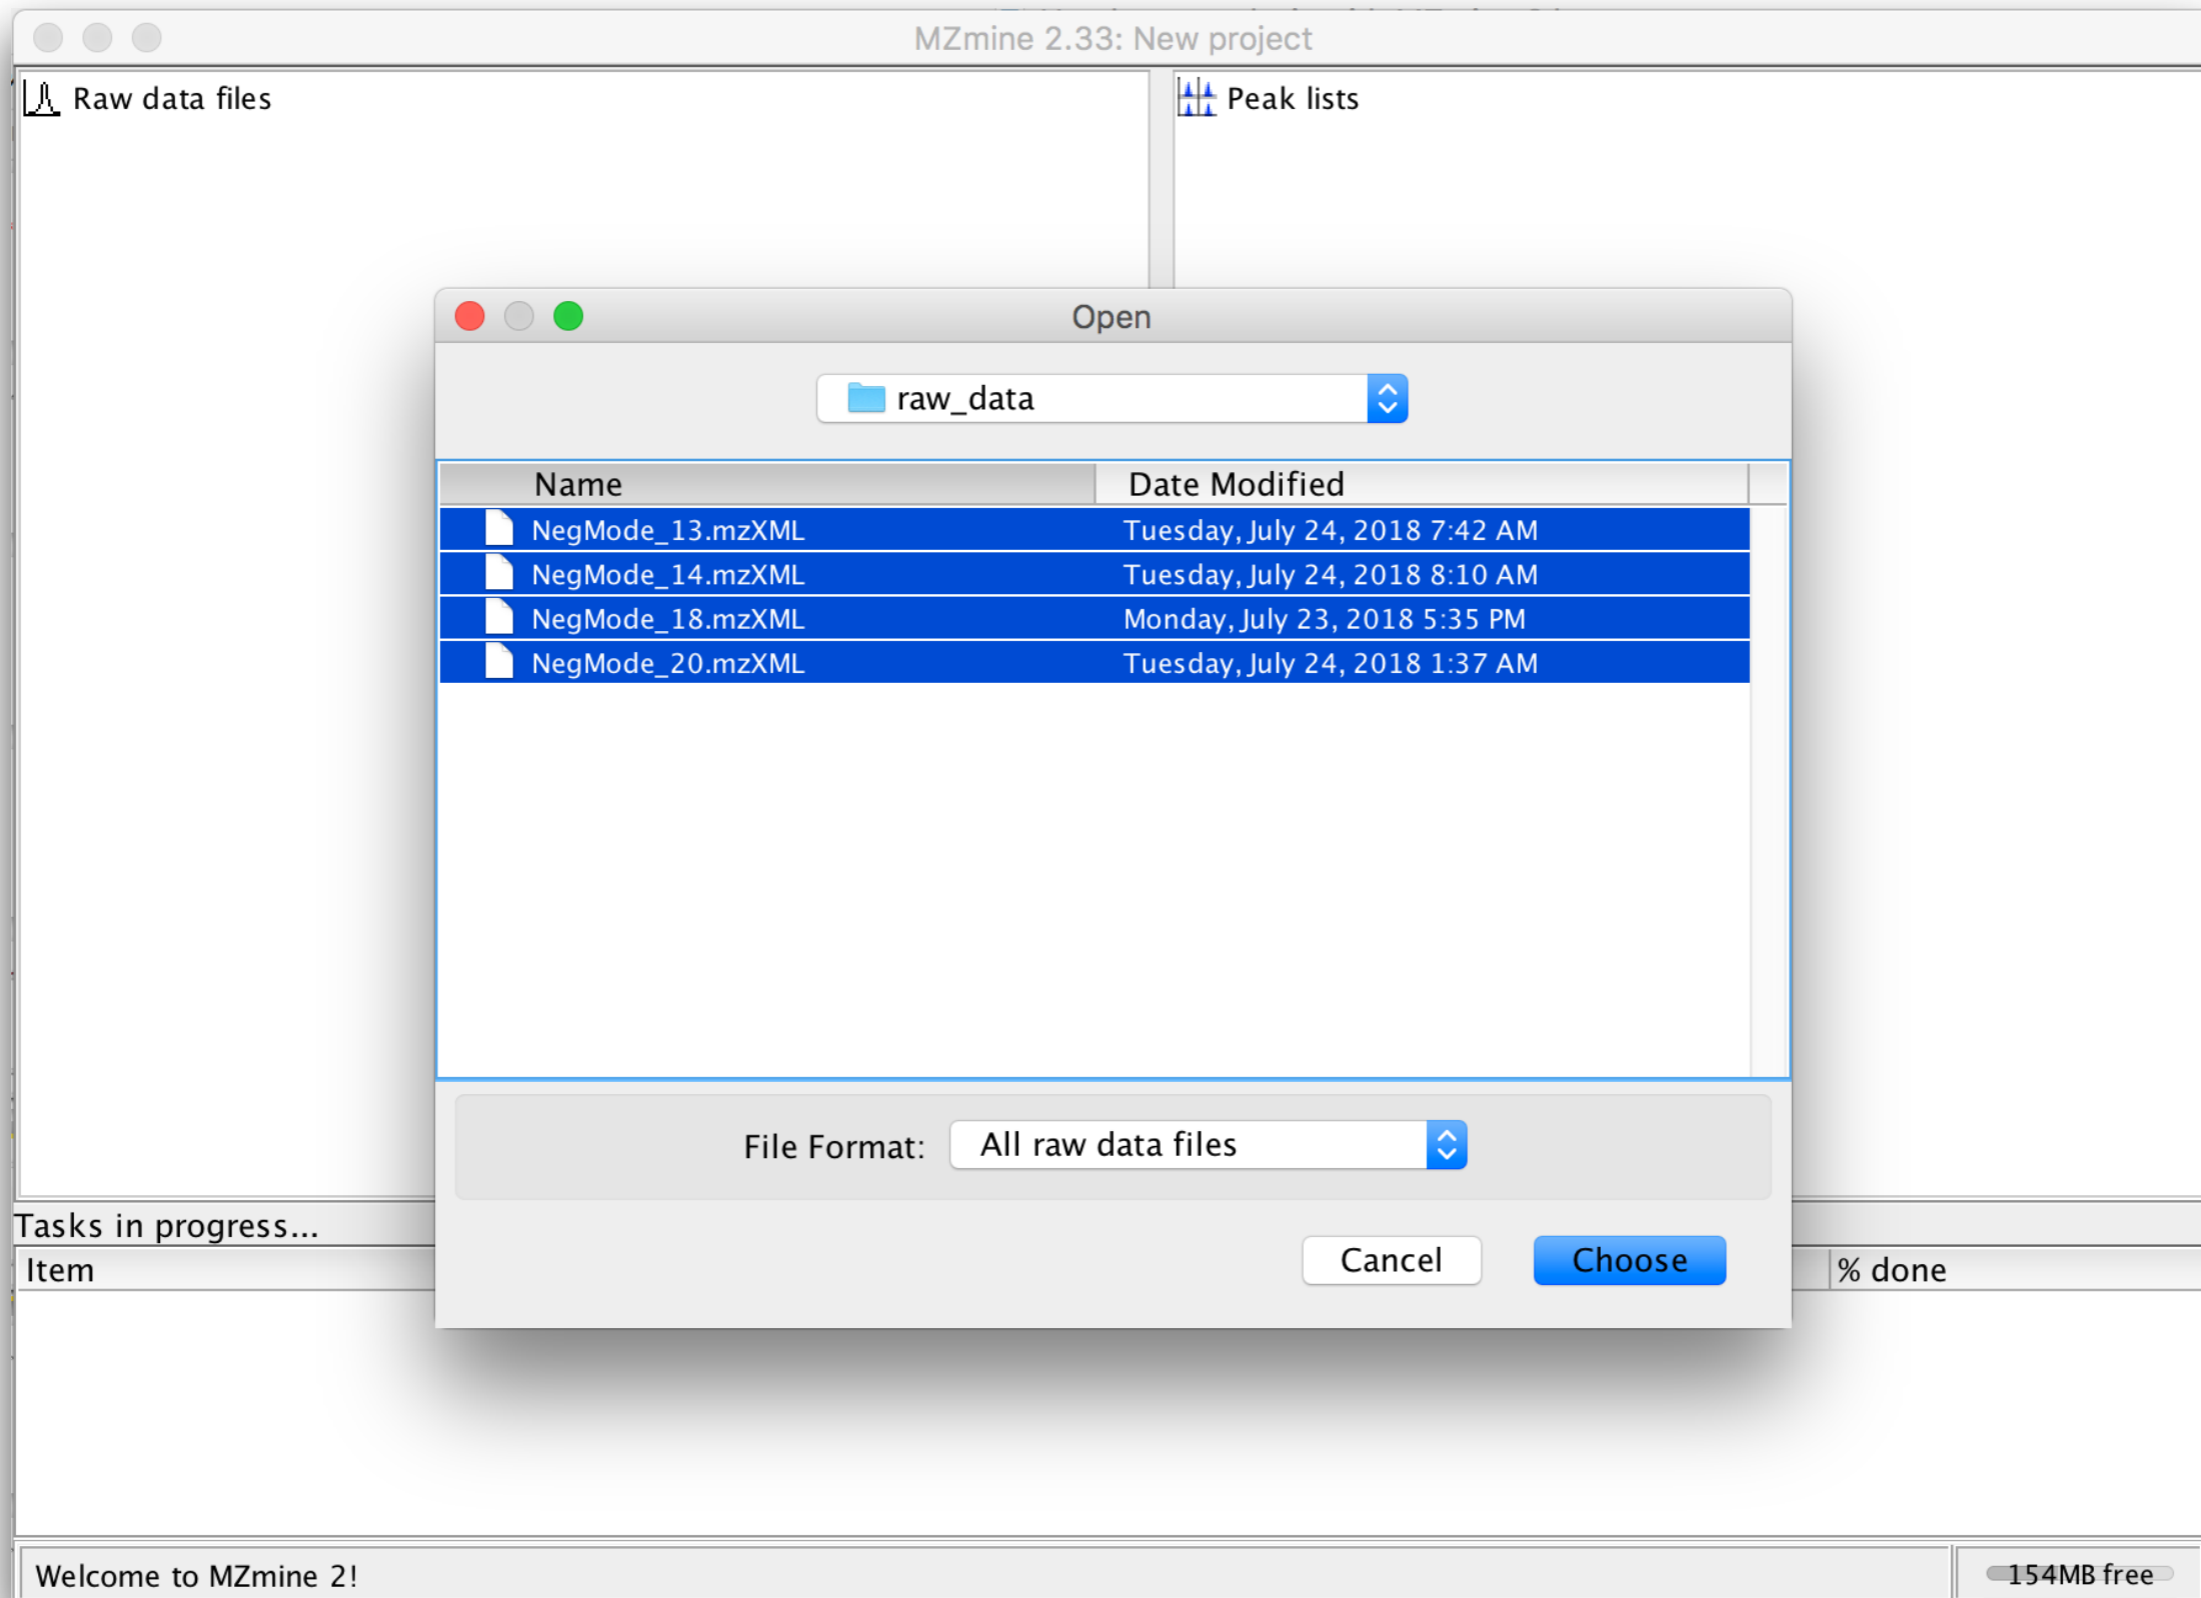 MZmine 2.33: New project
Raw data files
Peak lists
Open
raw_data
Name Date Modified
NegMode_13.mzXML Tuesday, July 24, 2018 7:42 AM
NegMode_14.mzXML Tuesday, July 24, 2018 8:10 AM
NegMode_18.mzXML Monday, July 23, 2018 5:35 PM
NegMode_20.mzXML Tuesday, July 24, 2018 1:37 AM
File Format: All raw data files
Cancel Choose
Tasks in progress...
Item % done
Welcome to MZmine 2! 154MB free